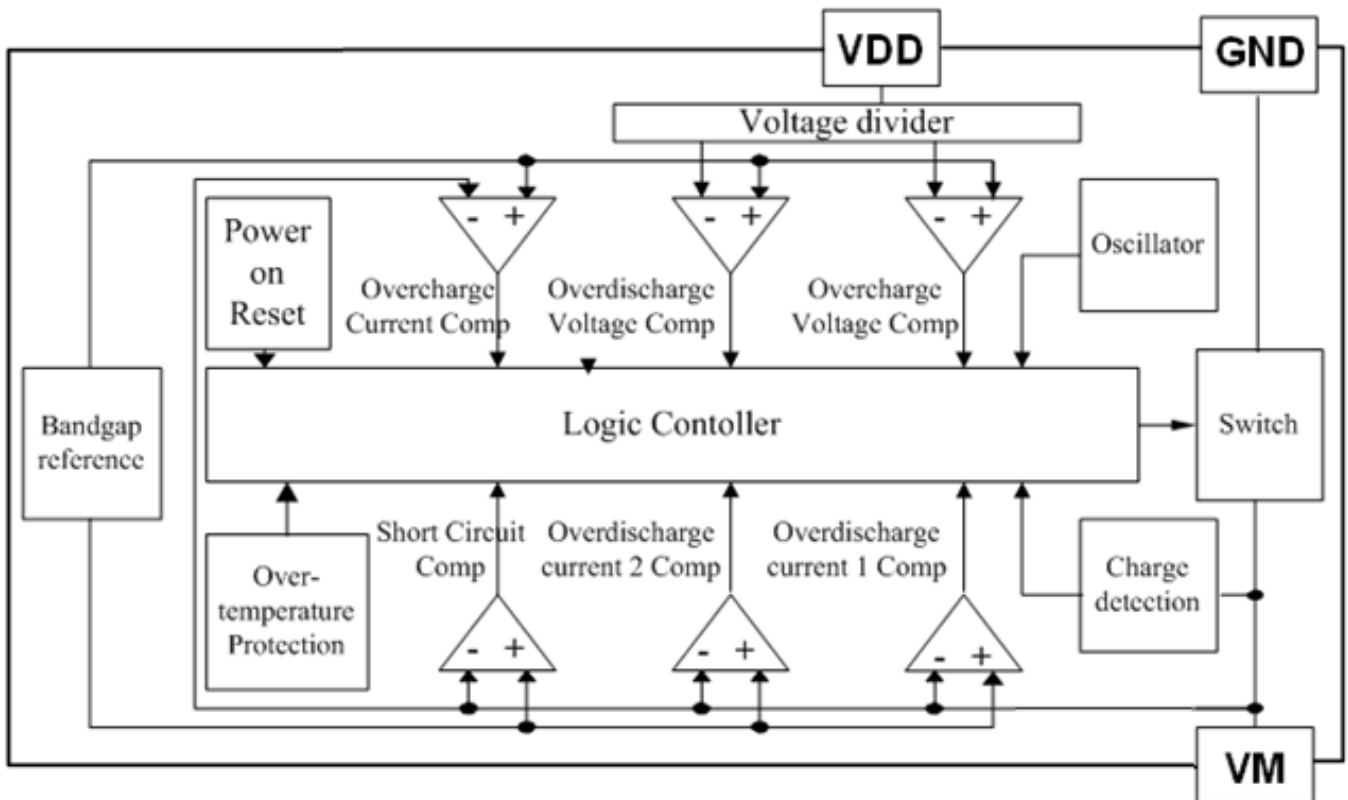 VDD
GND
Voltage divider
- +
- +
- +
Power
on
Reset
Oscillator
Overcharge
Current Comp
Overdischarge
Voltage Comp
Overcharge
Voltage Comp
Bandgap
reference
Logic Contoller
Switch
Over-
temperature
Protection
Short Circuit
Comp
Overdischarge
current 2 Comp
Overdischarge
current 1 Comp
Charge
detection
- +
- +
- +
VM